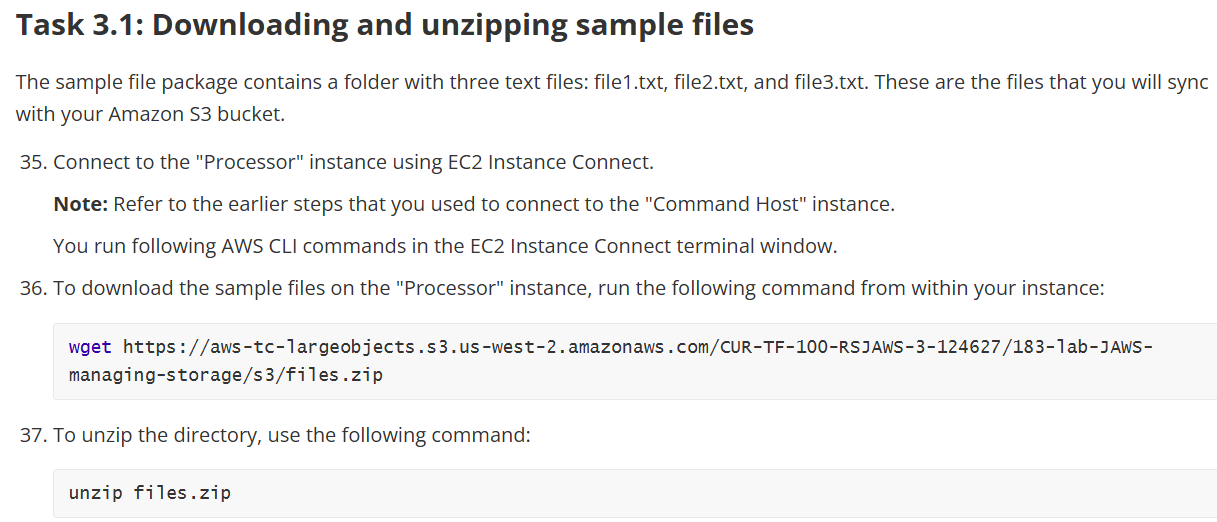 Task 3.1: Downloading and unzipping sample files
The sample file package contains a folder with three text files: file1.txt, file2.txt, and file3.txt. These are the files that you will sync
with your Amazon S3 bucket.
35. Connect to the "Processor" instance using EC2 Instance Connect.
Note: Refer to the earlier steps that you used to connect to the "Command Host" instance.
You run following AWS CLI commands in the EC2 Instance Connect terminal window.
36. To download the sample files on the "Processor" instance, run the following command from within your instance:
wget https://aws-tc-largeobjects.s3.us-west-2.amazonaws.com/CUR-TF-100-RSJAWS-3-124627/183-lab-JAWS-
managing-storage/s3/files.zip
37. To unzip the directory, use the following command:
unzip files.zip